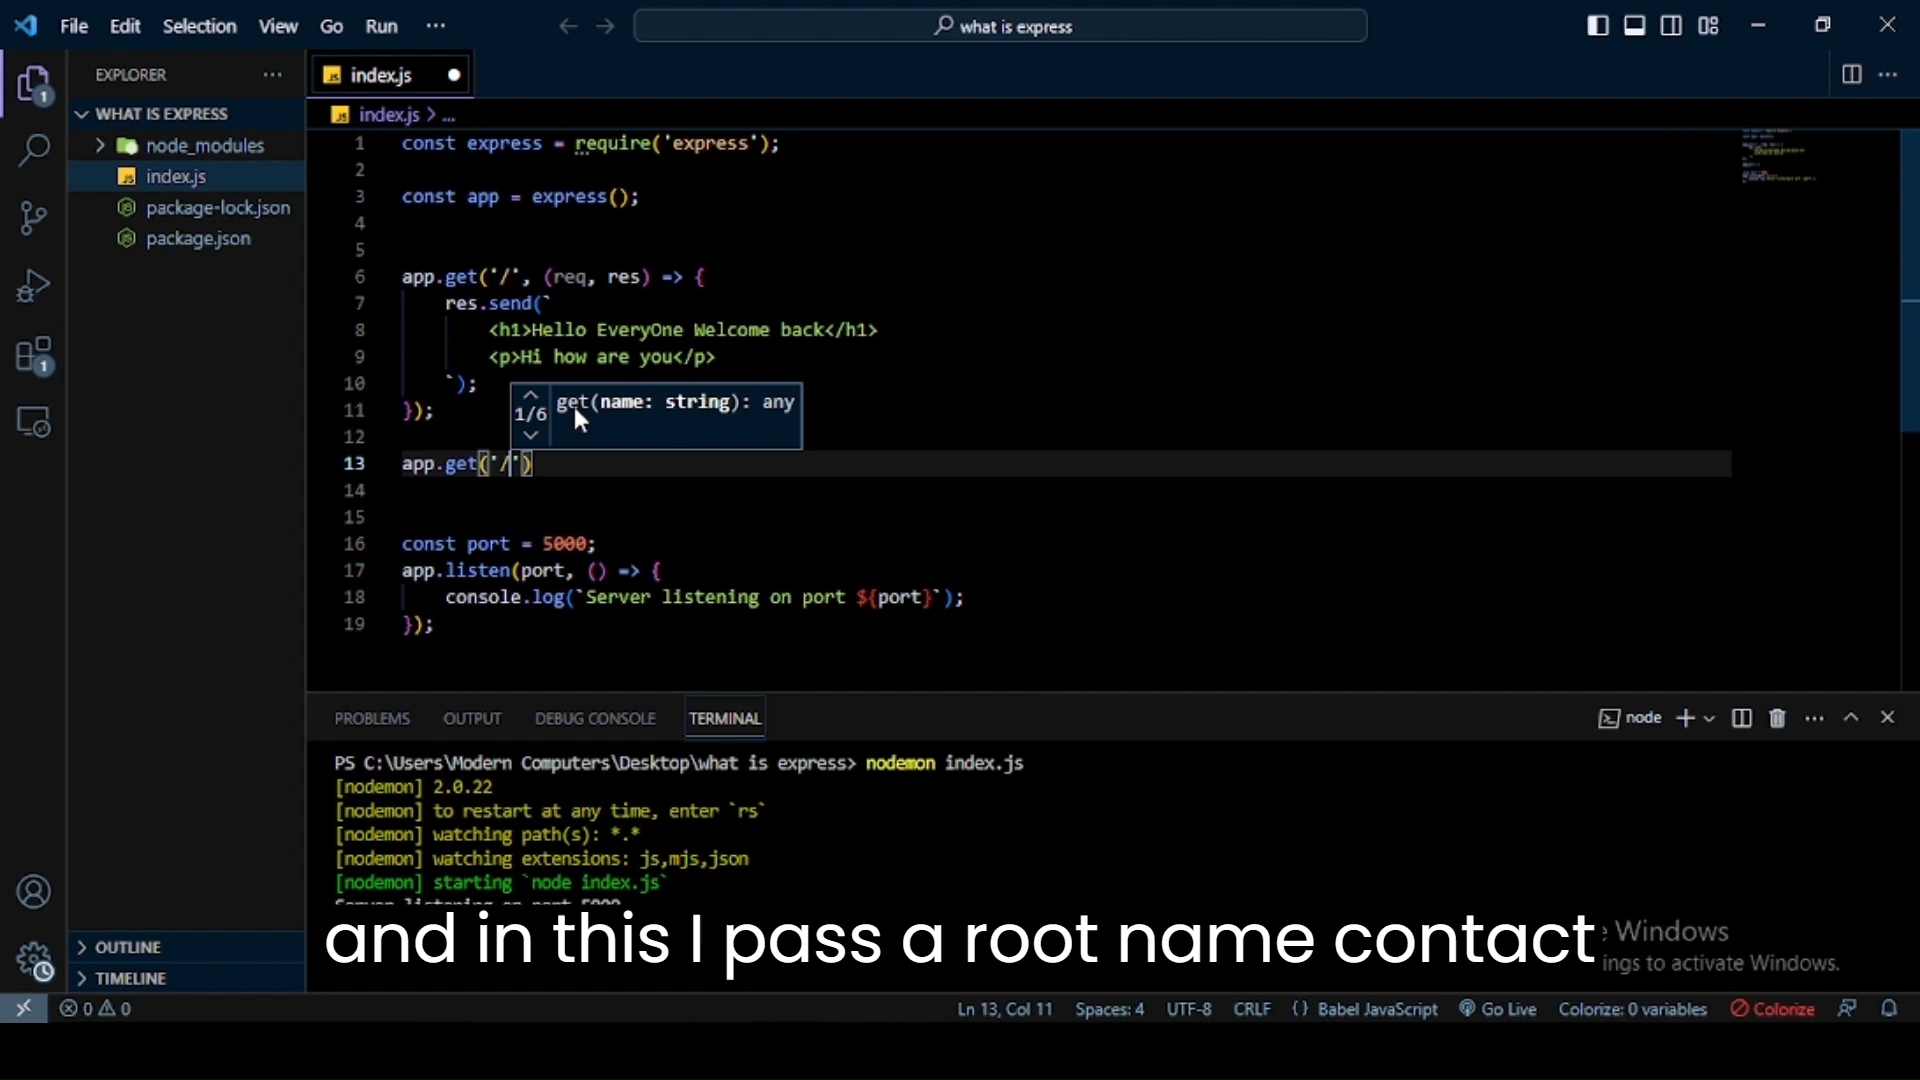 File Edit Selection View Go Run ···
what is express
EXPLORER ···
index.js
WHAT IS EXPRESS
index.js > ...
node_modules
index.js
package-lock.json
package.json
1 const express = require('express');
2
3 const app = express();
4
5
6 app.get('/', (req, res) => {
7 res.send(`
8 <h1>Hello EveryOne Welcome back</h1>
9 <p>Hi how are you</p>
10 `);
11 });
1/6 get(name: string): any
12
13 app.get('/')
14
15
16 const port = 5000;
17 app.listen(port, () => {
18 console.log(`Server listening on port ${port}`);
19 });
PROBLEMS OUTPUT DEBUG CONSOLE TERMINAL
node
PS C:\Users\Modern Computers\Desktop\what is express> nodemon index.js
[nodemon] 2.0.22
[nodemon] to restart at any time, enter `rs`
[nodemon] watching path(s): *.*
[nodemon] watching extensions: js,mjs,json
[nodemon] starting `node index.js`
Server listening on port 5000
and in this I pass a root name contact
Windows
ings to activate Windows.
OUTLINE
TIMELINE
0 0 Ln 13, Col 11 Spaces: 4 UTF-8 CRLF {} Babel JavaScript Go Live Colorize: 0 variables Colorize
1
1